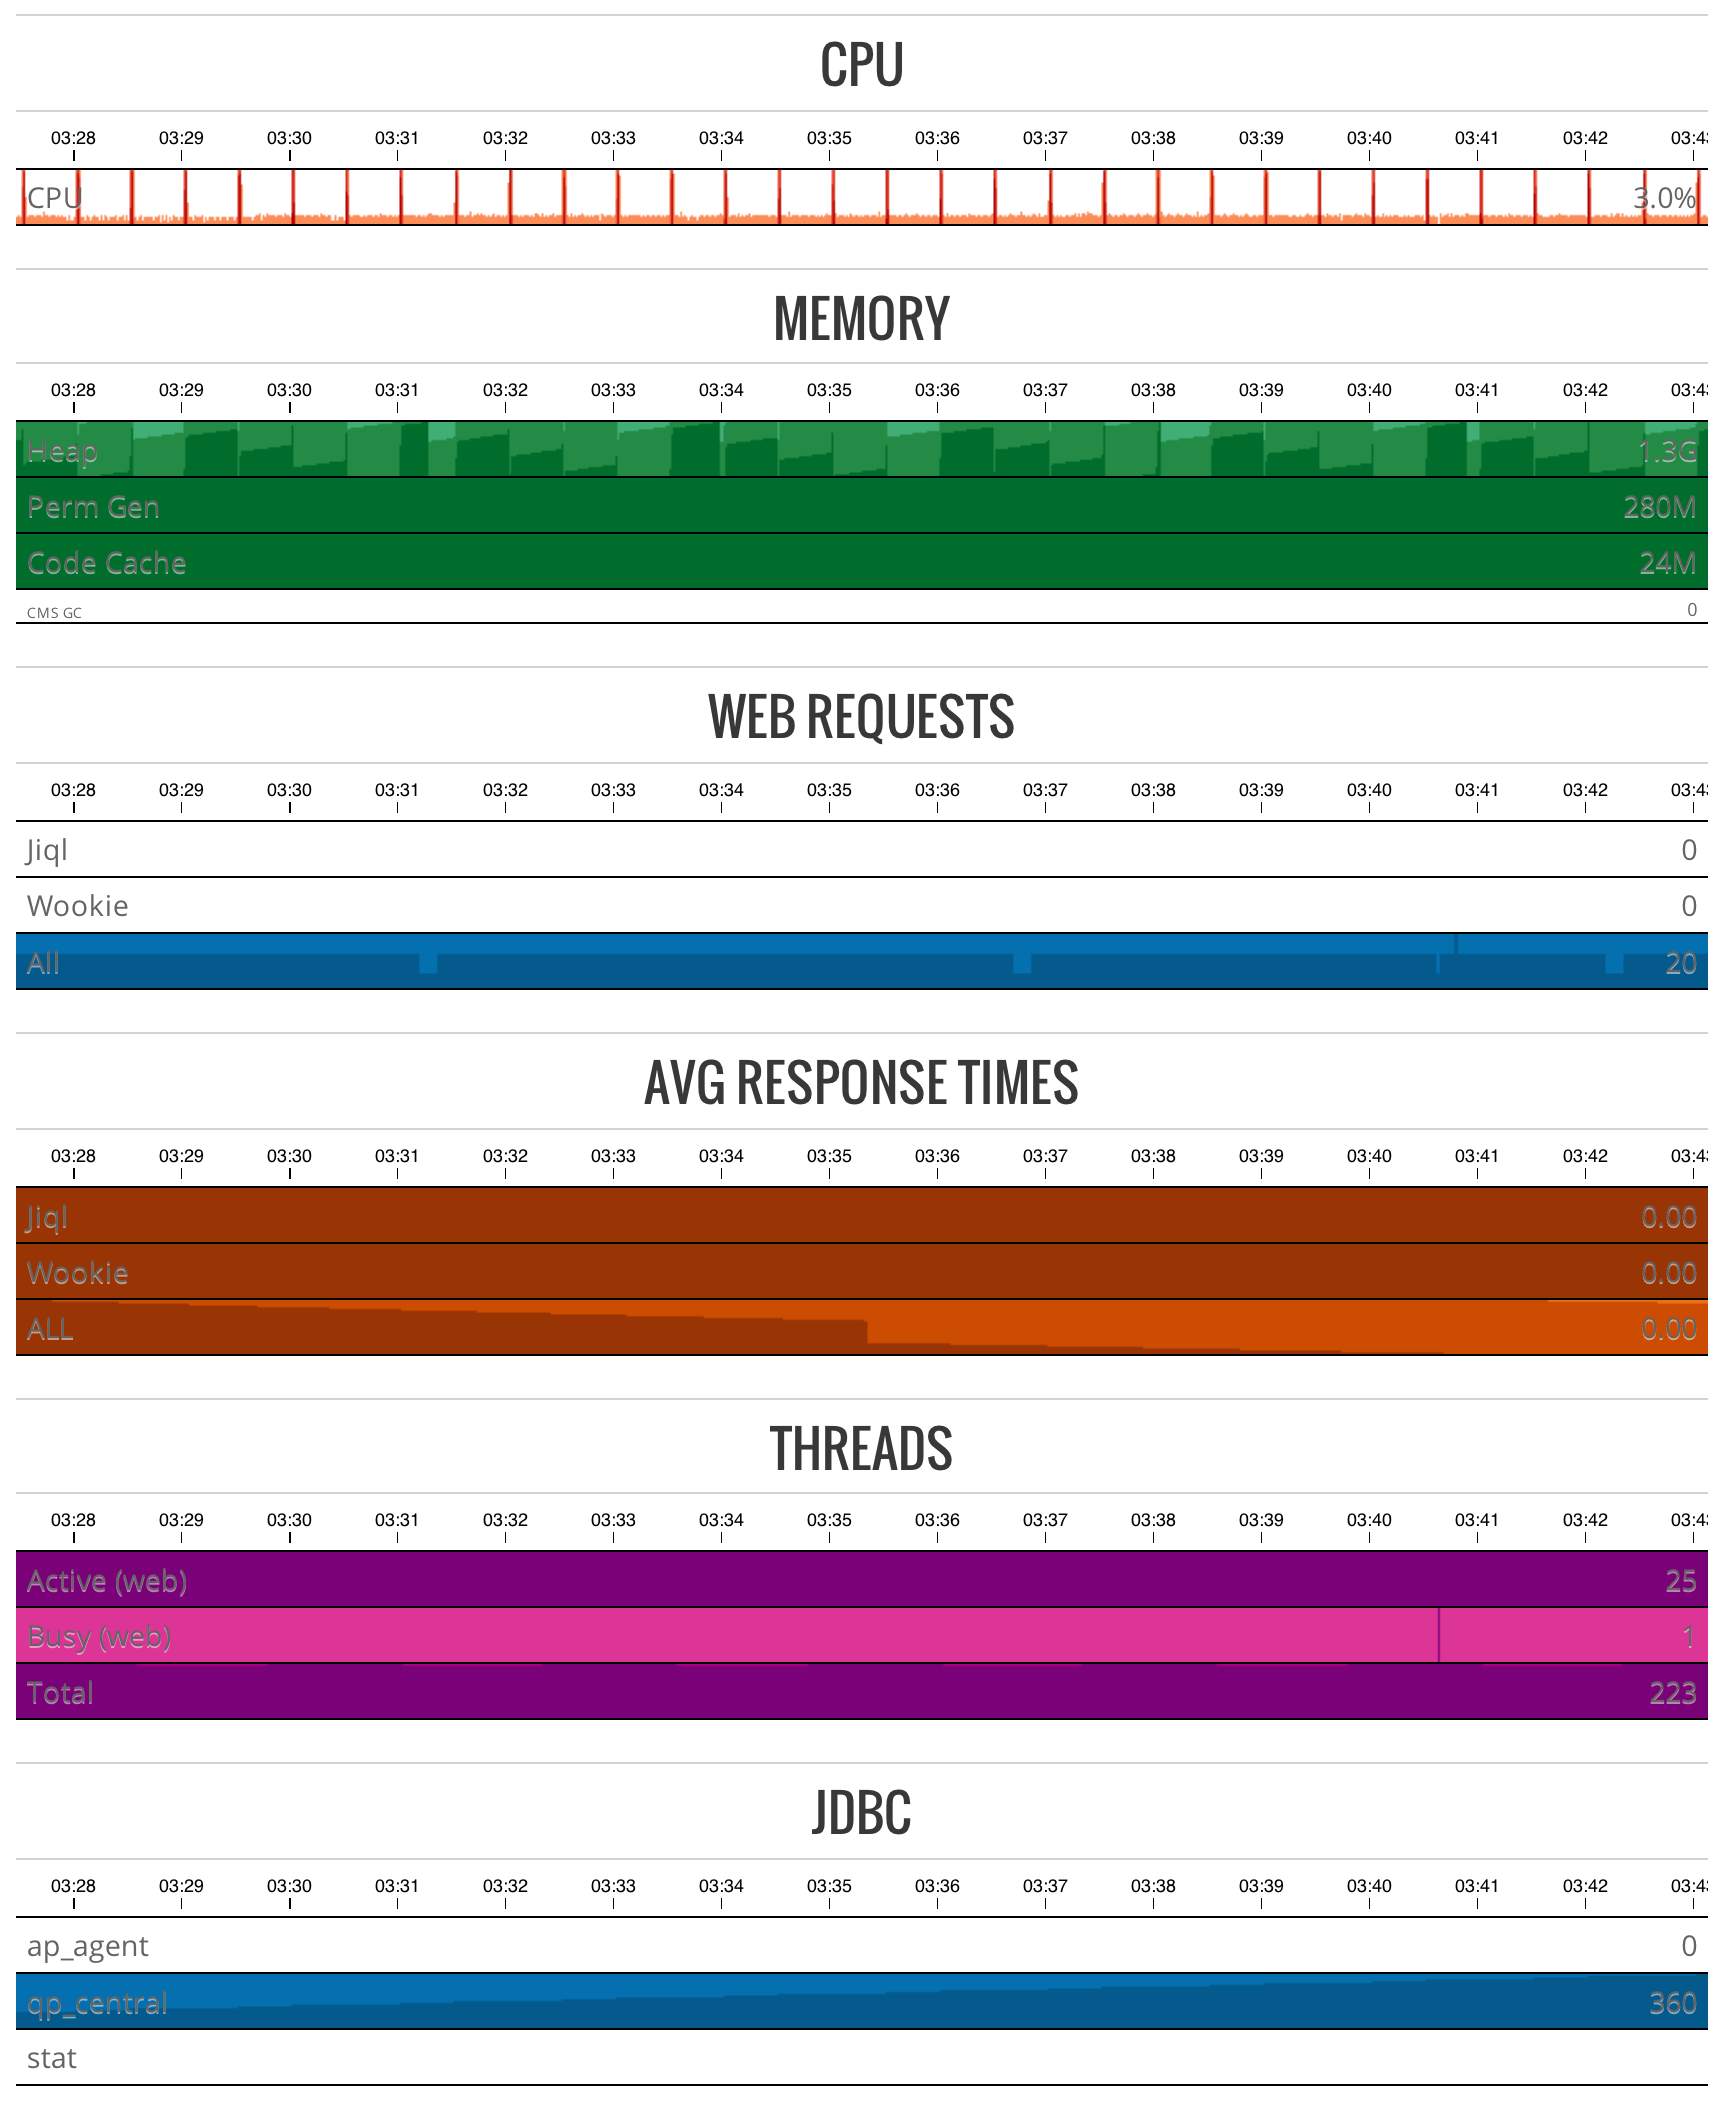 CPU
03:28 03:29 03:30 03:31 03:32 03:33 03:34 03:35 03:36 03:37 03:38 03:39 03:40 03:41 03:42 03:43
CPU 3.0%
MEMORY
03:28 03:29 03:30 03:31 03:32 03:33 03:34 03:35 03:36 03:37 03:38 03:39 03:40 03:41 03:42 03:43
Heap 1.3G
Perm Gen 280M
Code Cache 24M
CMS GC 0
WEB REQUESTS
03:28 03:29 03:30 03:31 03:32 03:33 03:34 03:35 03:36 03:37 03:38 03:39 03:40 03:41 03:42 03:43
Jiql 0
Wookie 0
All 20
AVG RESPONSE TIMES
03:28 03:29 03:30 03:31 03:32 03:33 03:34 03:35 03:36 03:37 03:38 03:39 03:40 03:41 03:42 03:43
Jiql 0.00
Wookie 0.00
ALL 0.00
THREADS
03:28 03:29 03:30 03:31 03:32 03:33 03:34 03:35 03:36 03:37 03:38 03:39 03:40 03:41 03:42 03:43
Active (web) 25
Busy (web) 1
Total 223
JDBC
03:28 03:29 03:30 03:31 03:32 03:33 03:34 03:35 03:36 03:37 03:38 03:39 03:40 03:41 03:42 03:43
ap_agent 0
qp_central 360
stat